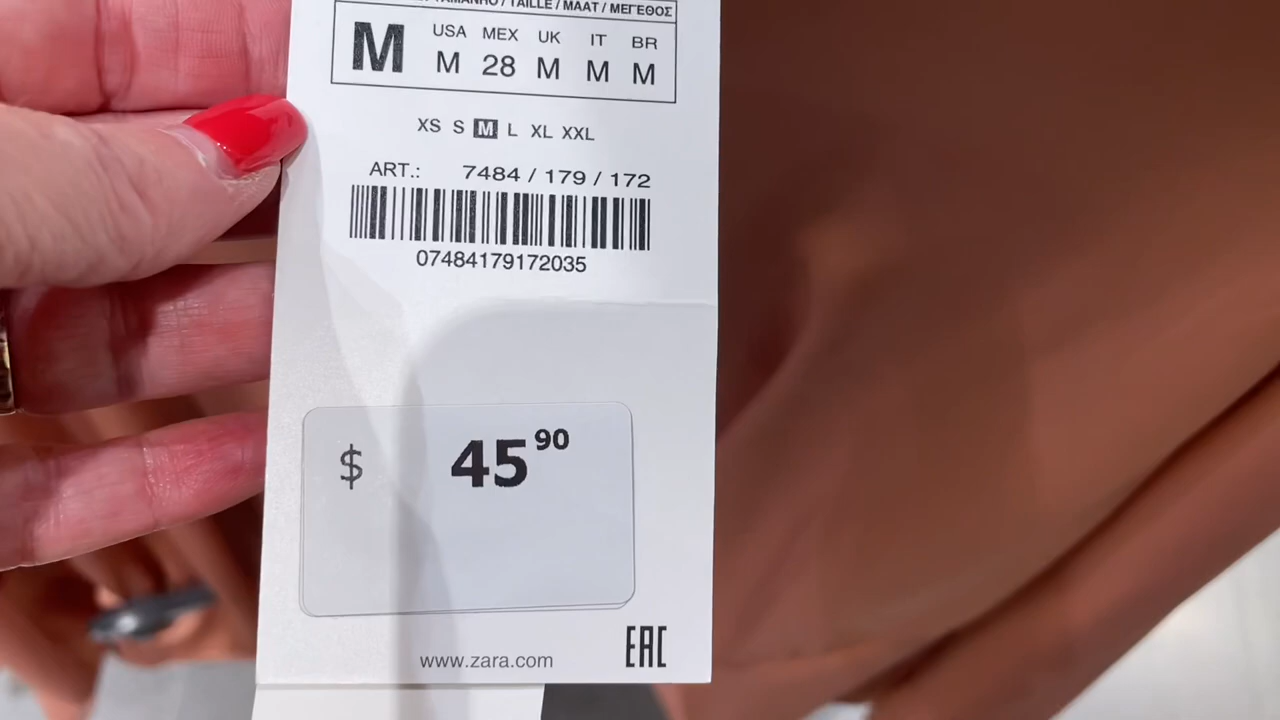 TAMANHO / TAILLE / MAAT / ΜΕΓΕΘΟΣ
M
USA MEX UK IT BR
M 28 M M M
XS S M L XL XXL
ART.: 7484 / 179 / 172
07484179172035
$ 45 90
www.zara.com
EAC